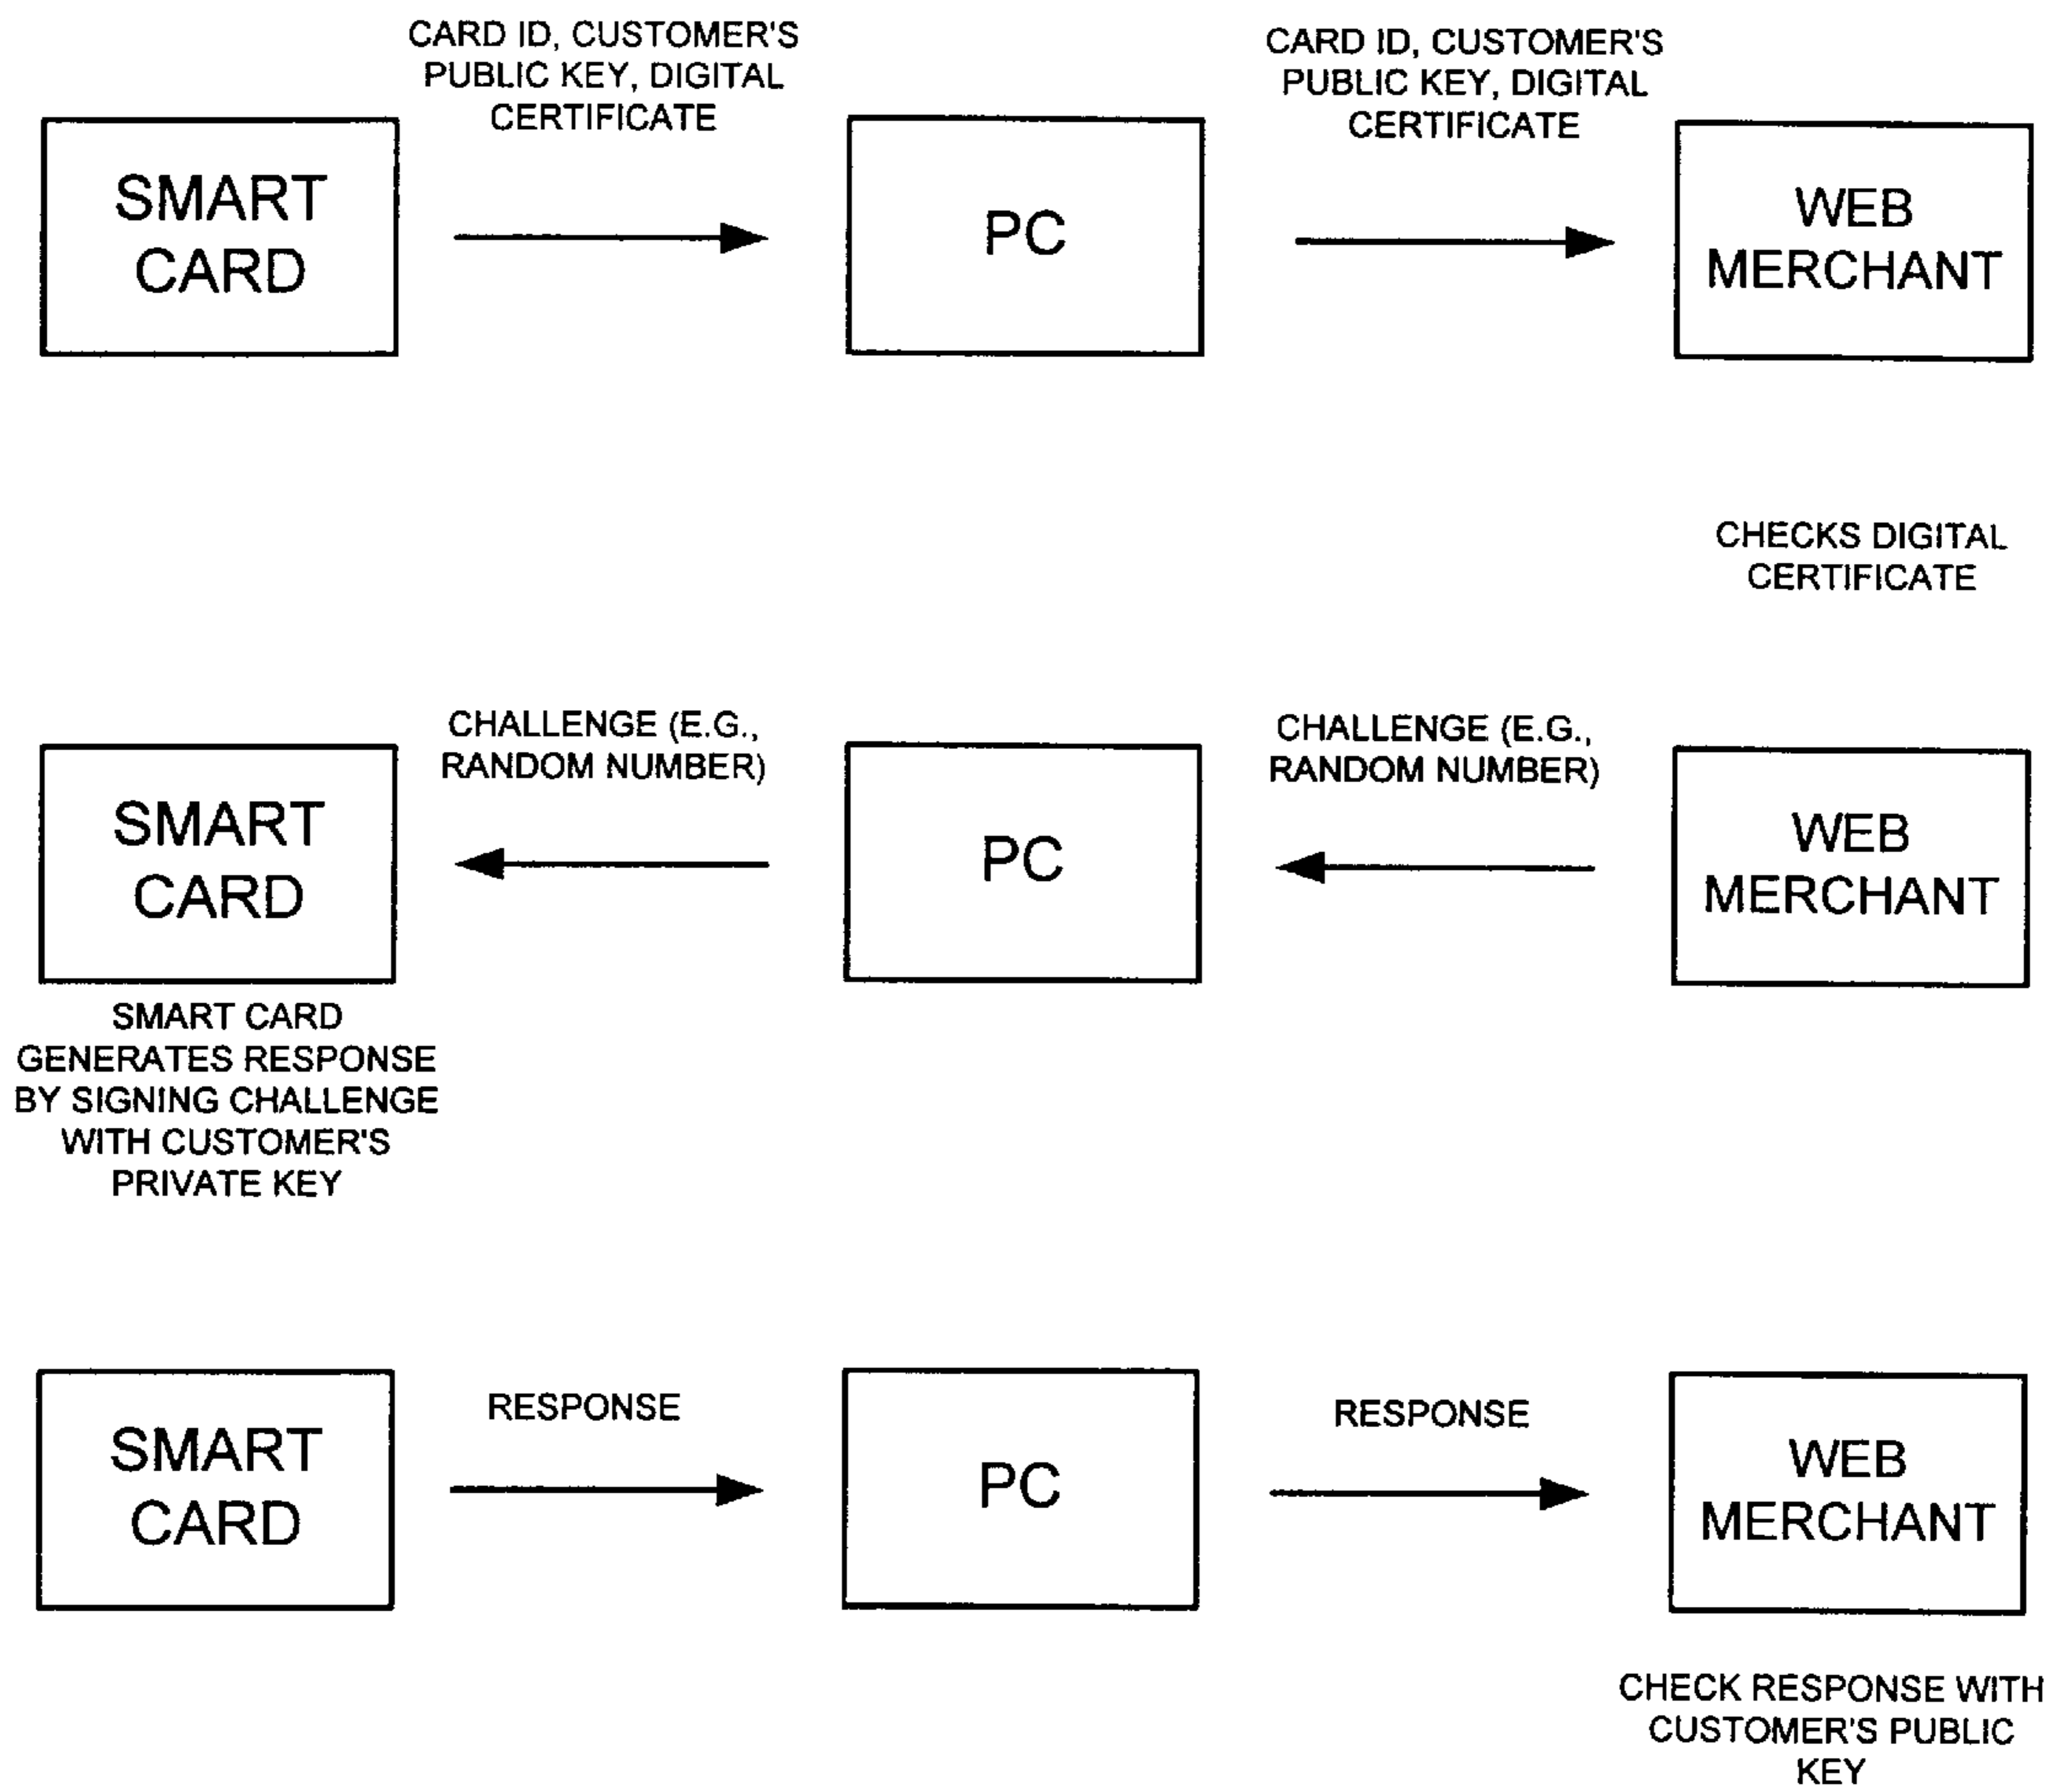 CARD ID, CUSTOMER'S
PUBLIC KEY, DIGITAL
CERTIFICATE
CARD ID, CUSTOMER'S
PUBLIC KEY, DIGITAL
CERTIFICATE
SMART
CARD
PC
WEB
MERCHANT
CHECKS DIGITAL
CERTIFICATE
CHALLENGE (E.G.,
RANDOM NUMBER)
CHALLENGE (E.G.,
RANDOM NUMBER)
SMART
CARD
PC
WEB
MERCHANT
SMART CARD
GENERATES RESPONSE
BY SIGNING CHALLENGE
WITH CUSTOMER'S
PRIVATE KEY
RESPONSE
RESPONSE
SMART
CARD
PC
WEB
MERCHANT
CHECK RESPONSE WITH
CUSTOMER'S PUBLIC
KEY